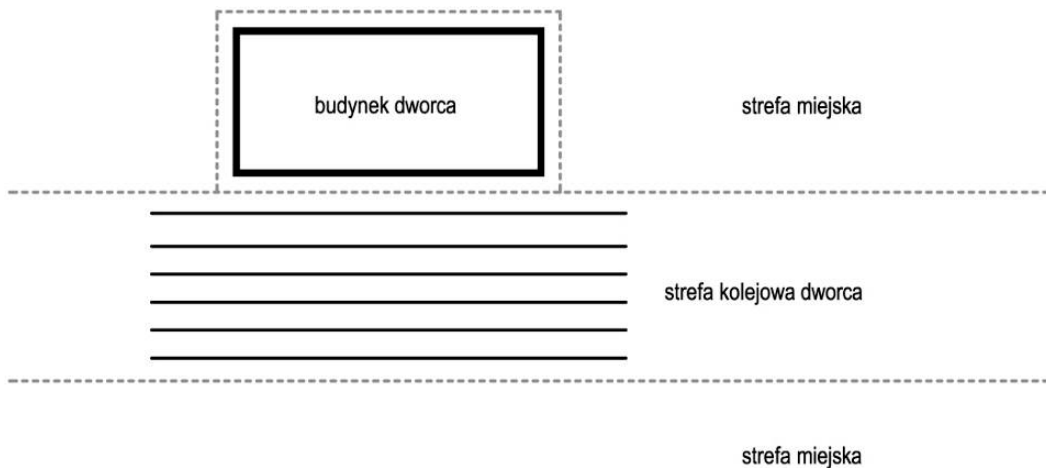 budynek dworca
strefa miejska
strefa kolejowa dworca
strefa miejska